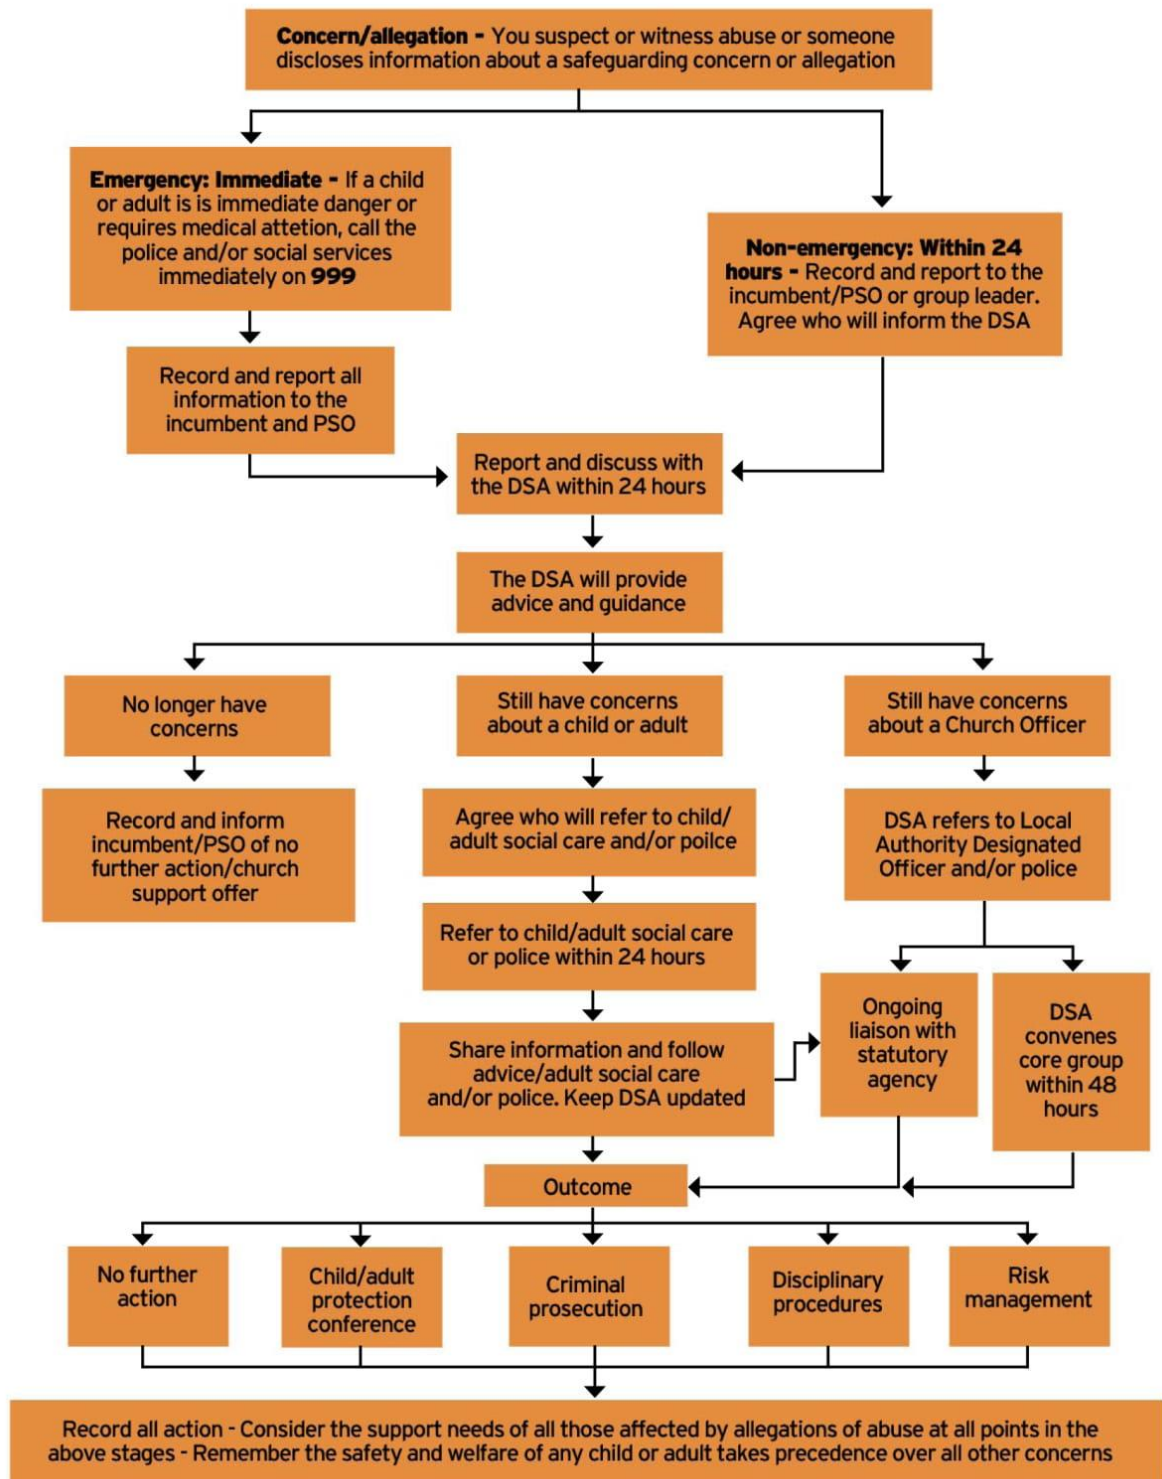 Concern/allegation - You suspect or witness abuse or someone
discloses information about a safeguarding concern or allegation
Emergency: Immediate - If a child
or adult is is immediate danger or
requires medical attetion, call the
police and/or social services
immediately on 999
Non-emergency: Within 24
hours - Record and report to the
incumbent/PSO or group leader.
Agree who will inform the DSA
Record and report all
information to the
incumbent and PSO
Report and discuss with
the DSA within 24 hours
The DSA will provide
advice and guidance
No longer have
concerns
Still have concerns
about a child or adult
Still have concerns
about a Church Officer
Record and inform
incumbent/PSO of no
further action/church
support offer
Agree who will refer to child/
adult social care and/or poilce
DSA refers to Local
Authority Designated
Officer and/or police
Refer to child/adult social care
or police within 24 hours
Ongoing
liaison with
statutory
agency
DSA
convenes
core group
within 48
hours
Share information and follow
advice/adult social care
and/or police. Keep DSA updated
Outcome
No further
action
Child/adult
protection
conference
Criminal
prosecution
Disciplinary
procedures
Risk
management
Record all action - Consider the support needs of all those affected by allegations of abuse at all points in the
above stages - Remember the safety and welfare of any child or adult takes precedence over all other concerns